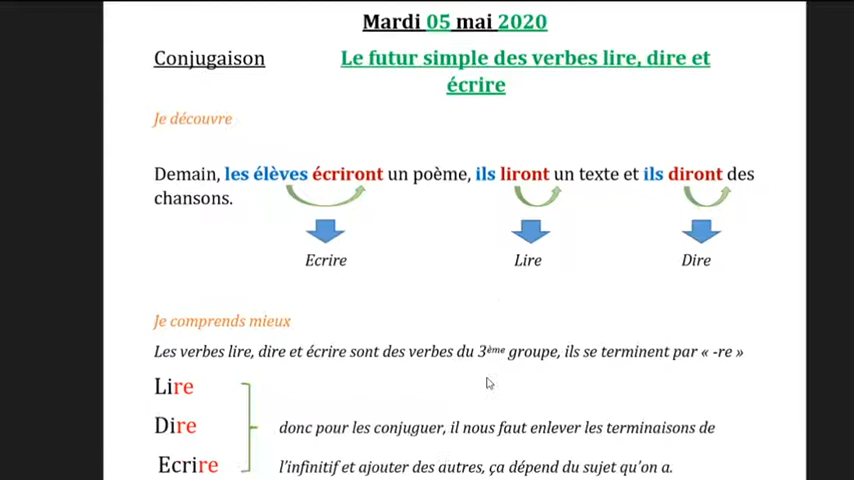 Mardi 05 mai 2020
Conjugaison
Le futur simple des verbes lire, dire et
écrire
Je découvre
Demain, les élèves écriront un poème, ils liront un texte et ils diront des
chansons.
Ecrire Lire Dire
Je comprends mieux
Les verbes lire, dire et écrire sont des verbes du 3ème groupe, ils se terminent par « -re »
Lire
Dire
Ecrire
donc pour les conjuguer, il nous faut enlever les terminaisons de
l'infinitif et ajouter des autres, ça dépend du sujet qu'on a.